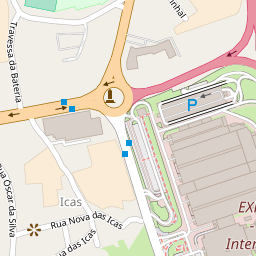 Travessa da Bateria
nhal
P
Icas
Rua Nova das Icas
Rua Óscar da Silva
EX
Inter
das Icas